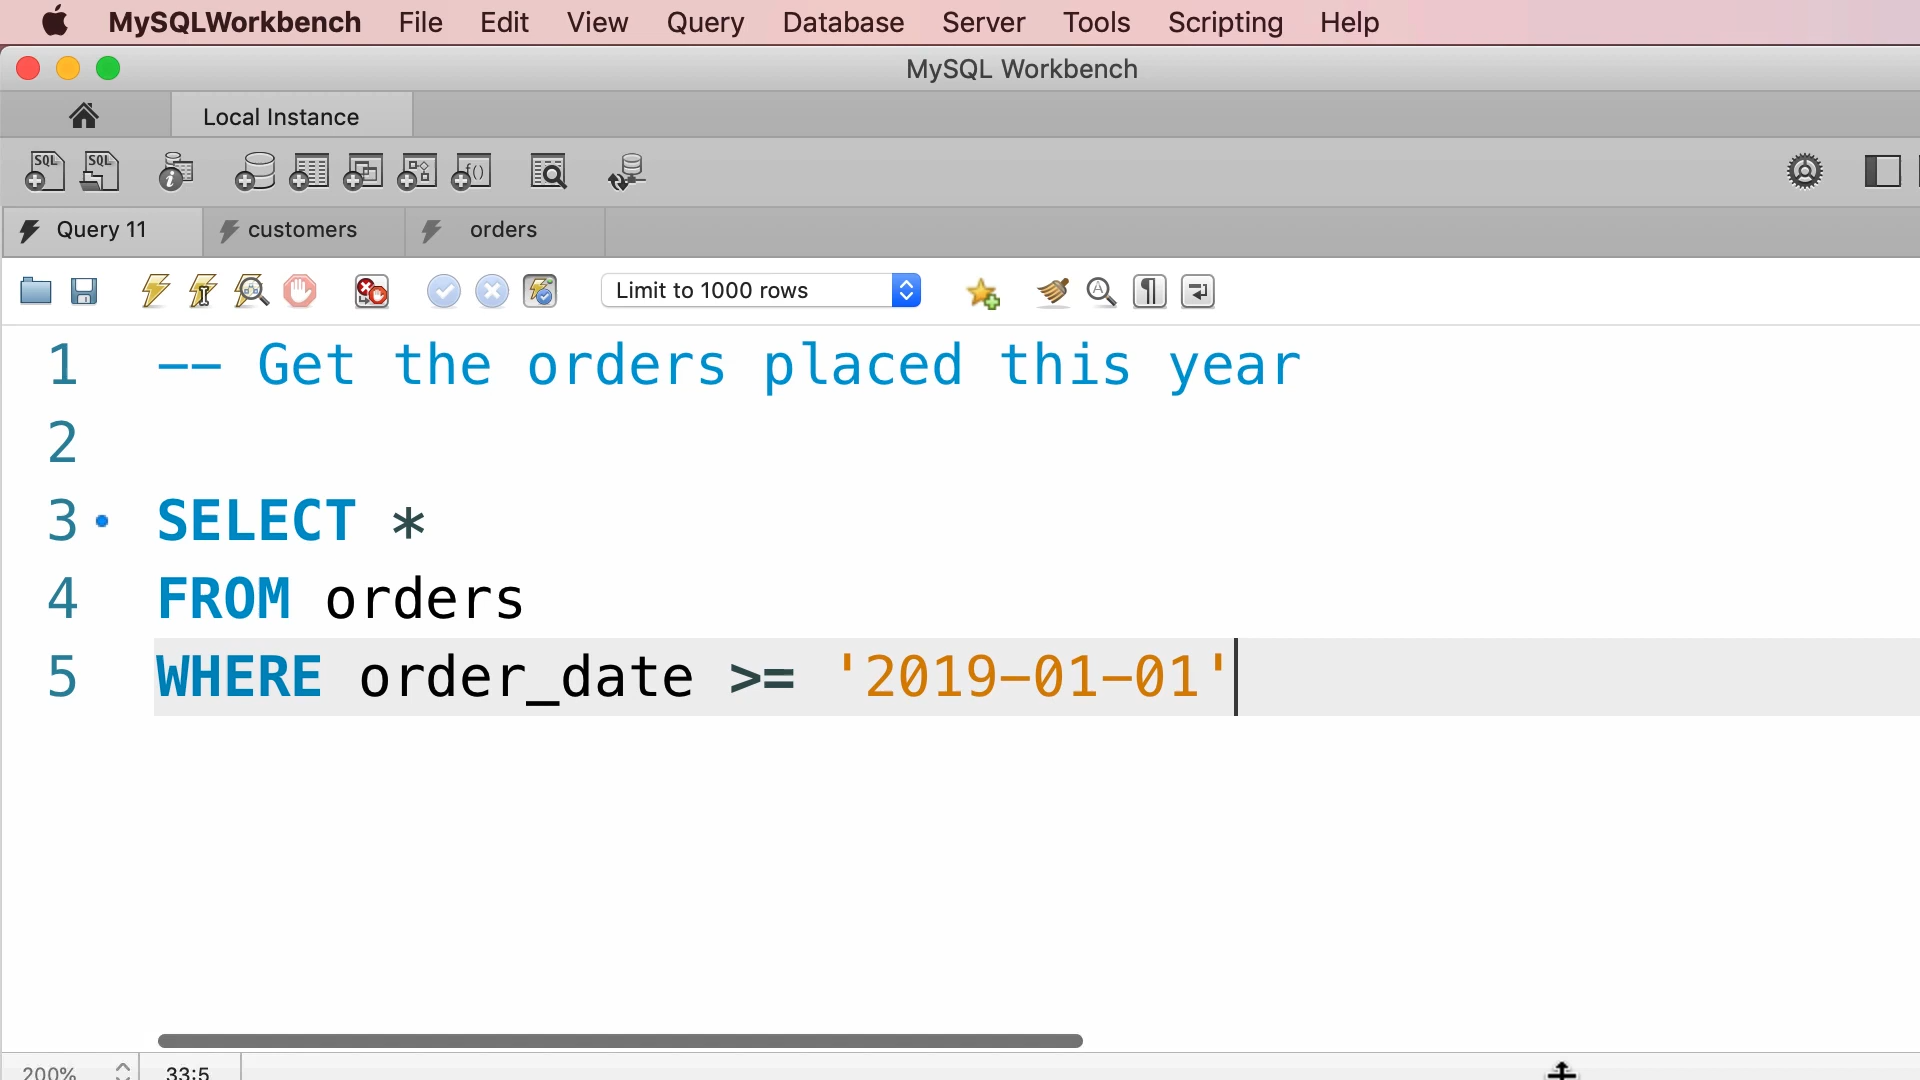 MySQLWorkbench File Edit View Query Database Server Tools Scripting Help
MySQL Workbench
Local Instance
SQL SQL
Query 11 customers orders
Limit to 1000 rows
1 -- Get the orders placed this year
2
3 SELECT *
4 FROM orders
5 WHERE order_date >= '2019-01-01'
200% 33:5